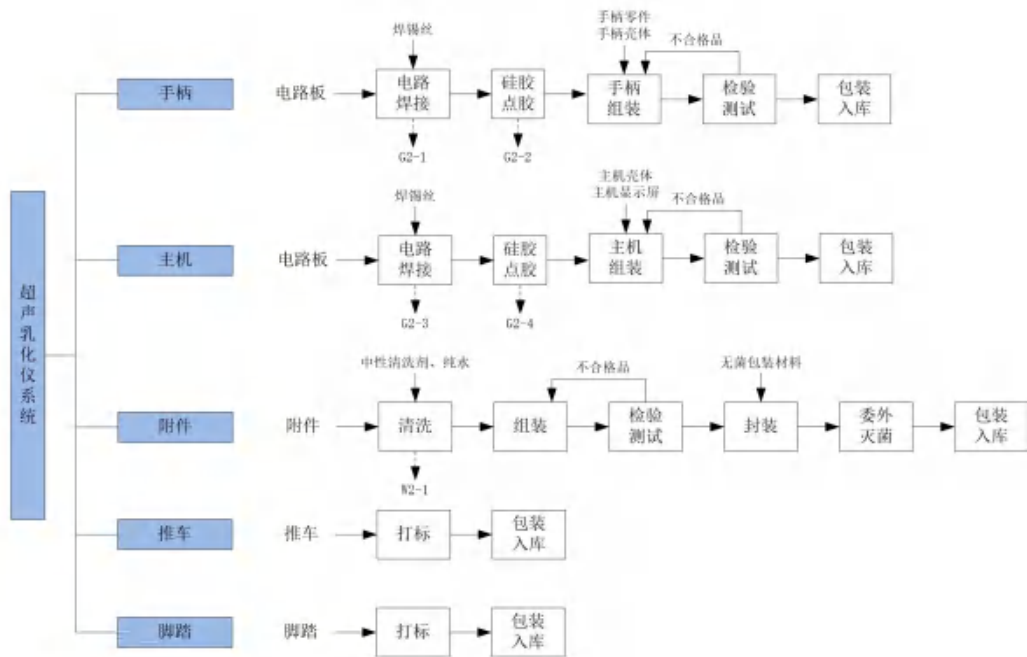 超声乳化仪系统
手柄
电路板
焊锡丝
电路
焊接
G2-1
硅胶
点胶
G2-2
手柄零件
手柄壳体
手柄
组装
不合格品
检验
测试
包装
入库
主机
电路板
焊锡丝
电路
焊接
G2-3
硅胶
点胶
G2-4
主机壳体
主机显示屏
主机
组装
不合格品
检验
测试
包装
入库
附件
附件
中性清洗剂、纯水
清洗
W2-1
组装
不合格品
检验
测试
无菌包装材料
封装
委外
灭菌
包装
入库
推车
推车
打标
包装
入库
脚踏
脚踏
打标
包装
入库